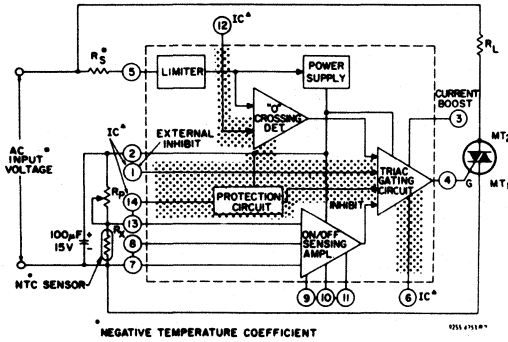 12 IC▲
RS*
5
LIMITER
POWER SUPPLY
RL
"O" CROSSING DET.
CURRENT BOOST
3
MT2
MT1
G
4
IC▲
EXTERNAL INHIBIT
2
1
AC INPUT VOLTAGE*
TRIAC GATING CIRCUIT
14
RP
PROTECTION CIRCUIT
INHIBIT
13
100µF 15V
+
-
RX
8
ON/OFF SENSING AMPL.
7
NTC SENSOR
9
10
11
6 IC▲
* NEGATIVE TEMPERATURE COEFFICIENT